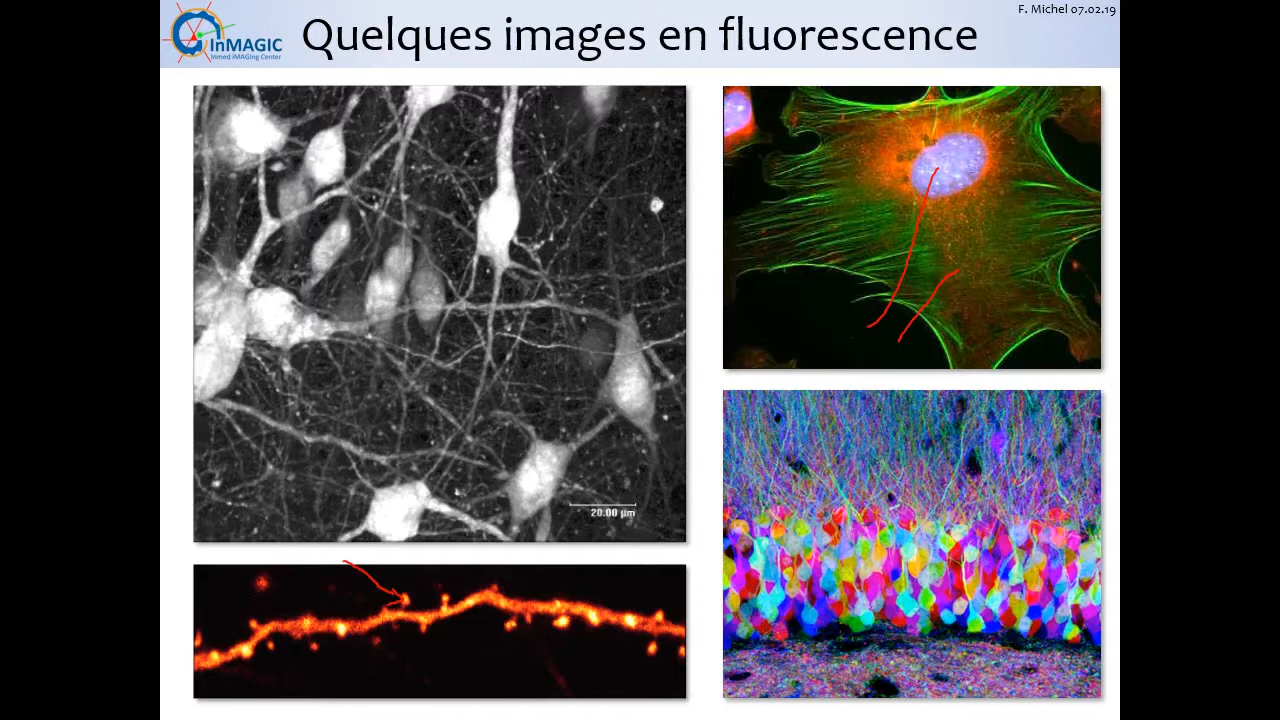 InMAGIC
Inmed iMAGing Center
Quelques images en fluorescence
F. Michel 07.02.19
20.00 µm